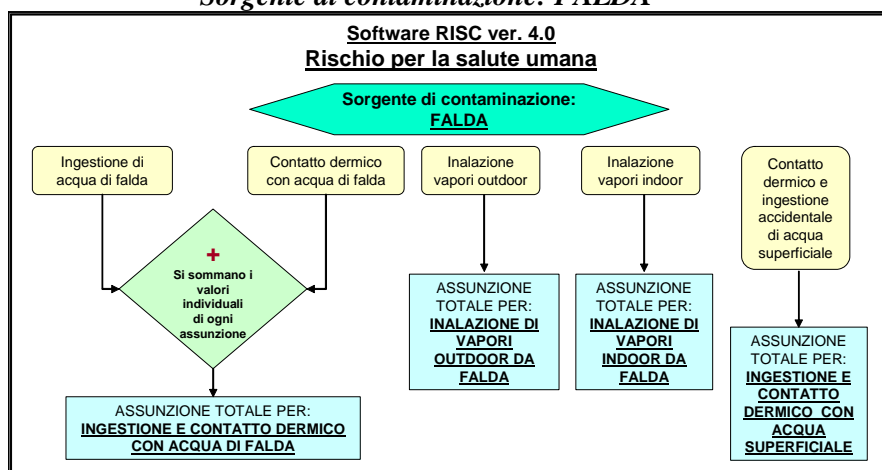 Sorgente di contaminazione: FALDA
Software RISC ver. 4.0
Rischio per la salute umana
Sorgente di contaminazione:
FALDA
Ingestione di
acqua di falda
Contatto dermico
con acqua di falda
Inalazione
vapori outdoor
Inalazione
vapori indoor
Contatto
dermico e
ingestione
accidentale
di acqua
superficiale
+
Si sommano i
valori
individuali
di ogni
assunzione
ASSUNZIONE
TOTALE PER:
INALAZIONE DI
VAPORI
OUTDOOR DA
FALDA
ASSUNZIONE
TOTALE PER:
INALAZIONE DI
VAPORI
INDOOR DA
FALDA
ASSUNZIONE
TOTALE PER:
INGESTIONE E
CONTATTO
DERMICO CON
ACQUA
SUPERFICIALE
ASSUNZIONE TOTALE PER:
INGESTIONE E CONTATTO DERMICO
CON ACQUA DI FALDA